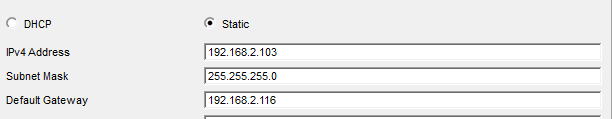 DHCP Static
IPv4 Address 192.168.2.103
Subnet Mask 255.255.255.0
Default Gateway 192.168.2.116